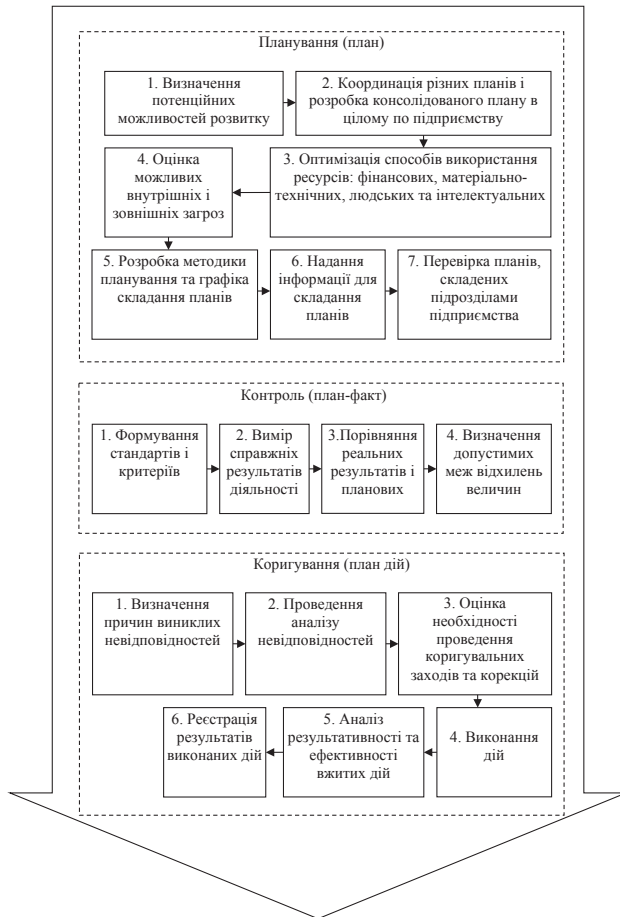 Планування (план)
1. Визначення
потенційних
можливостей розвитку
2. Координація різних планів і
розробка консолідованого плану в
цілому по підприємству
3. Оптимізація способів використання
ресурсів: фінансових, матеріально-
технічних, людських та інтелектуальних
4. Оцінка
можливих
внутрішніх і
зовнішніх загроз
5. Розробка методики
планування та графіка
складання планів
6. Надання
інформації для
складання
планів
7. Перевірка планів,
складених
підрозділами
підприємства
Контроль (план-факт)
1. Формування
стандартів і
критеріїв
2. Вимір
справжніх
результатів
діяльності
3.Порівняння
реальних
результатів і
планових
4. Визначення
допустимих
меж відхилень
величин
Коригування (план дій)
1. Визначення
причин виниклих
невідповідностей
2. Проведення
аналізу
невідповідностей
3. Оцінка
необхідності
проведення
коригувальних
заходів та корекцій
4. Виконання
дій
5. Аналіз
результативності та
ефективності
вжитих дій
6. Реєстрація
результатів
виконаних дій